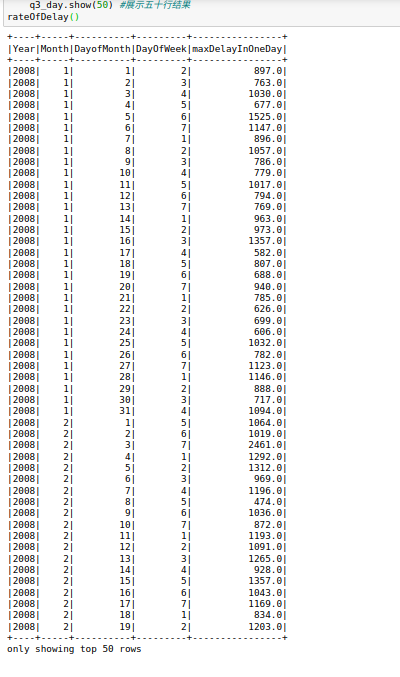 q3_day.show(50) #展示五十行结果
rateOfDelay()
+----+-----+----------+---------+----------------+
|Year|Month|DayofMonth|DayOfWeek|maxDelayInOneDay|
+----+-----+----------+---------+----------------+
|2008|    1|         1|        2|           897.0|
|2008|    1|         2|        3|           763.0|
|2008|    1|         3|        4|          1030.0|
|2008|    1|         4|        5|           677.0|
|2008|    1|         5|        6|          1525.0|
|2008|    1|         6|        7|          1147.0|
|2008|    1|         7|        1|           896.0|
|2008|    1|         8|        2|          1057.0|
|2008|    1|         9|        3|           786.0|
|2008|    1|        10|        4|           779.0|
|2008|    1|        11|        5|          1017.0|
|2008|    1|        12|        6|           794.0|
|2008|    1|        13|        7|           769.0|
|2008|    1|        14|        1|           963.0|
|2008|    1|        15|        2|           973.0|
|2008|    1|        16|        3|          1357.0|
|2008|    1|        17|        4|           582.0|
|2008|    1|        18|        5|           807.0|
|2008|    1|        19|        6|           688.0|
|2008|    1|        20|        7|           940.0|
|2008|    1|        21|        1|           785.0|
|2008|    1|        22|        2|           626.0|
|2008|    1|        23|        3|           699.0|
|2008|    1|        24|        4|           606.0|
|2008|    1|        25|        5|          1032.0|
|2008|    1|        26|        6|           782.0|
|2008|    1|        27|        7|          1123.0|
|2008|    1|        28|        1|          1146.0|
|2008|    1|        29|        2|           888.0|
|2008|    1|        30|        3|           717.0|
|2008|    1|        31|        4|          1094.0|
|2008|    2|         1|        5|          1064.0|
|2008|    2|         2|        6|          1019.0|
|2008|    2|         3|        7|          2461.0|
|2008|    2|         4|        1|          1292.0|
|2008|    2|         5|        2|          1312.0|
|2008|    2|         6|        3|           969.0|
|2008|    2|         7|        4|          1196.0|
|2008|    2|         8|        5|           474.0|
|2008|    2|         9|        6|          1036.0|
|2008|    2|        10|        7|           872.0|
|2008|    2|        11|        1|          1193.0|
|2008|    2|        12|        2|          1091.0|
|2008|    2|        13|        3|          1265.0|
|2008|    2|        14|        4|           928.0|
|2008|    2|        15|        5|          1357.0|
|2008|    2|        16|        6|          1043.0|
|2008|    2|        17|        7|          1169.0|
|2008|    2|        18|        1|           834.0|
|2008|    2|        19|        2|          1203.0|
+----+-----+----------+---------+----------------+
only showing top 50 rows